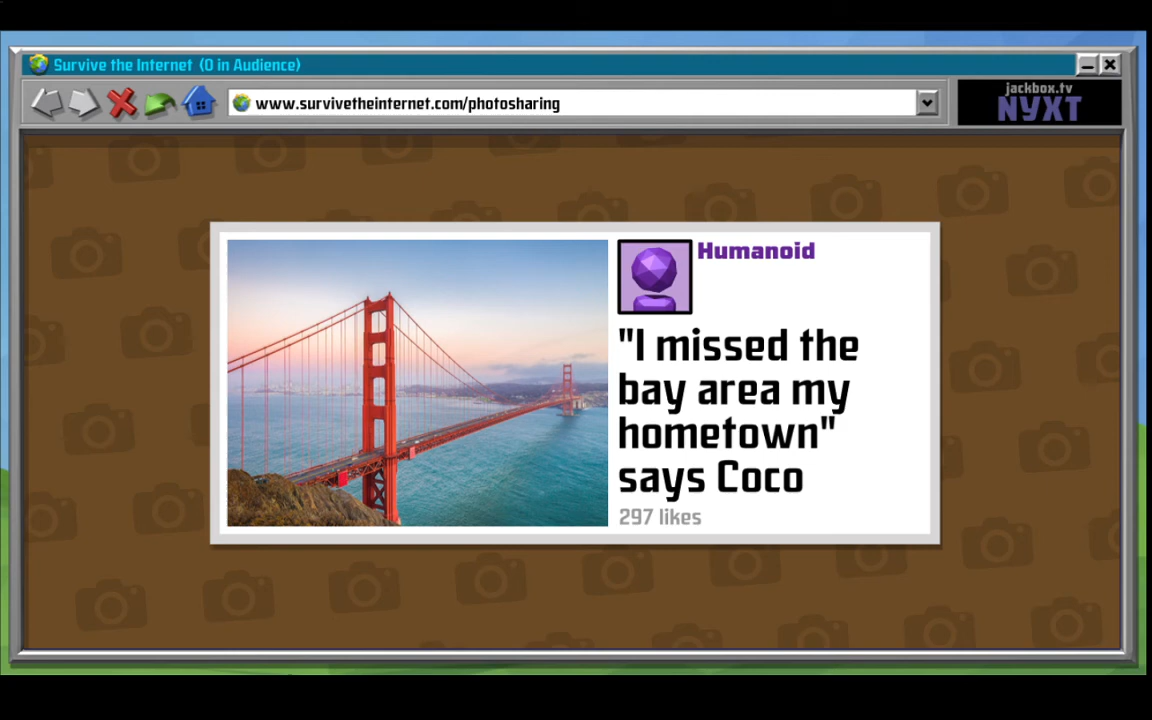 Survive the Internet (0 in Audience)
www.survivetheinternet.com/photosharing
jackbox.tv
NYXT
Humanoid
"I missed the
bay area my
hometown"
says Coco
297 likes